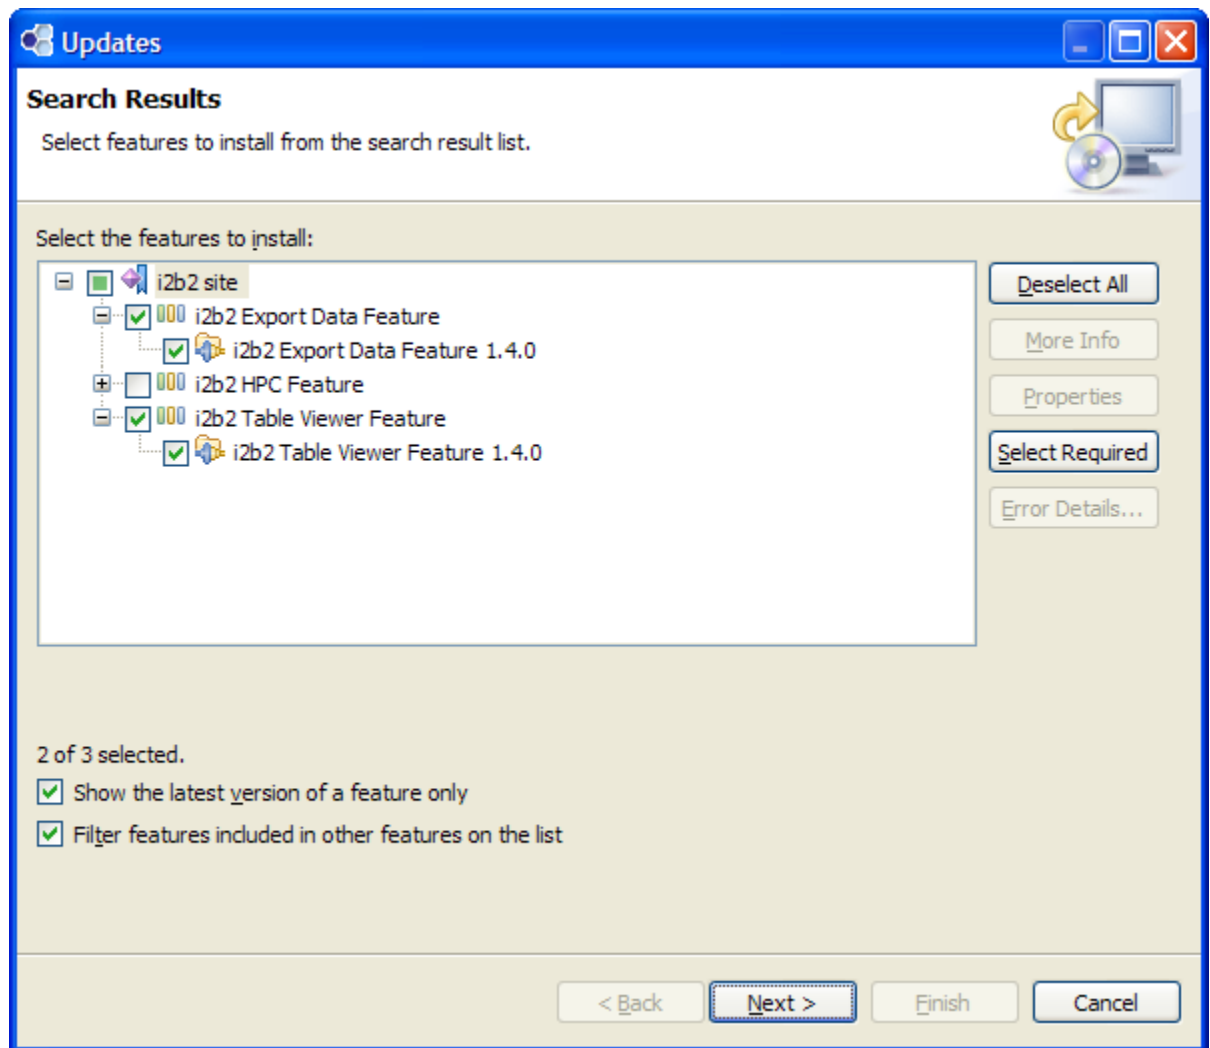 Updates
Search Results
Select features to install from the search result list.
Select the features to install:
i2b2 site
i2b2 Export Data Feature
i2b2 Export Data Feature 1.4.0
i2b2 HPC Feature
i2b2 Table Viewer Feature
i2b2 Table Viewer Feature 1.4.0
Deselect All
More Info
Properties
Select Required
Error Details...
2 of 3 selected.
Show the latest version of a feature only
Filter features included in other features on the list
< Back Next > Finish Cancel